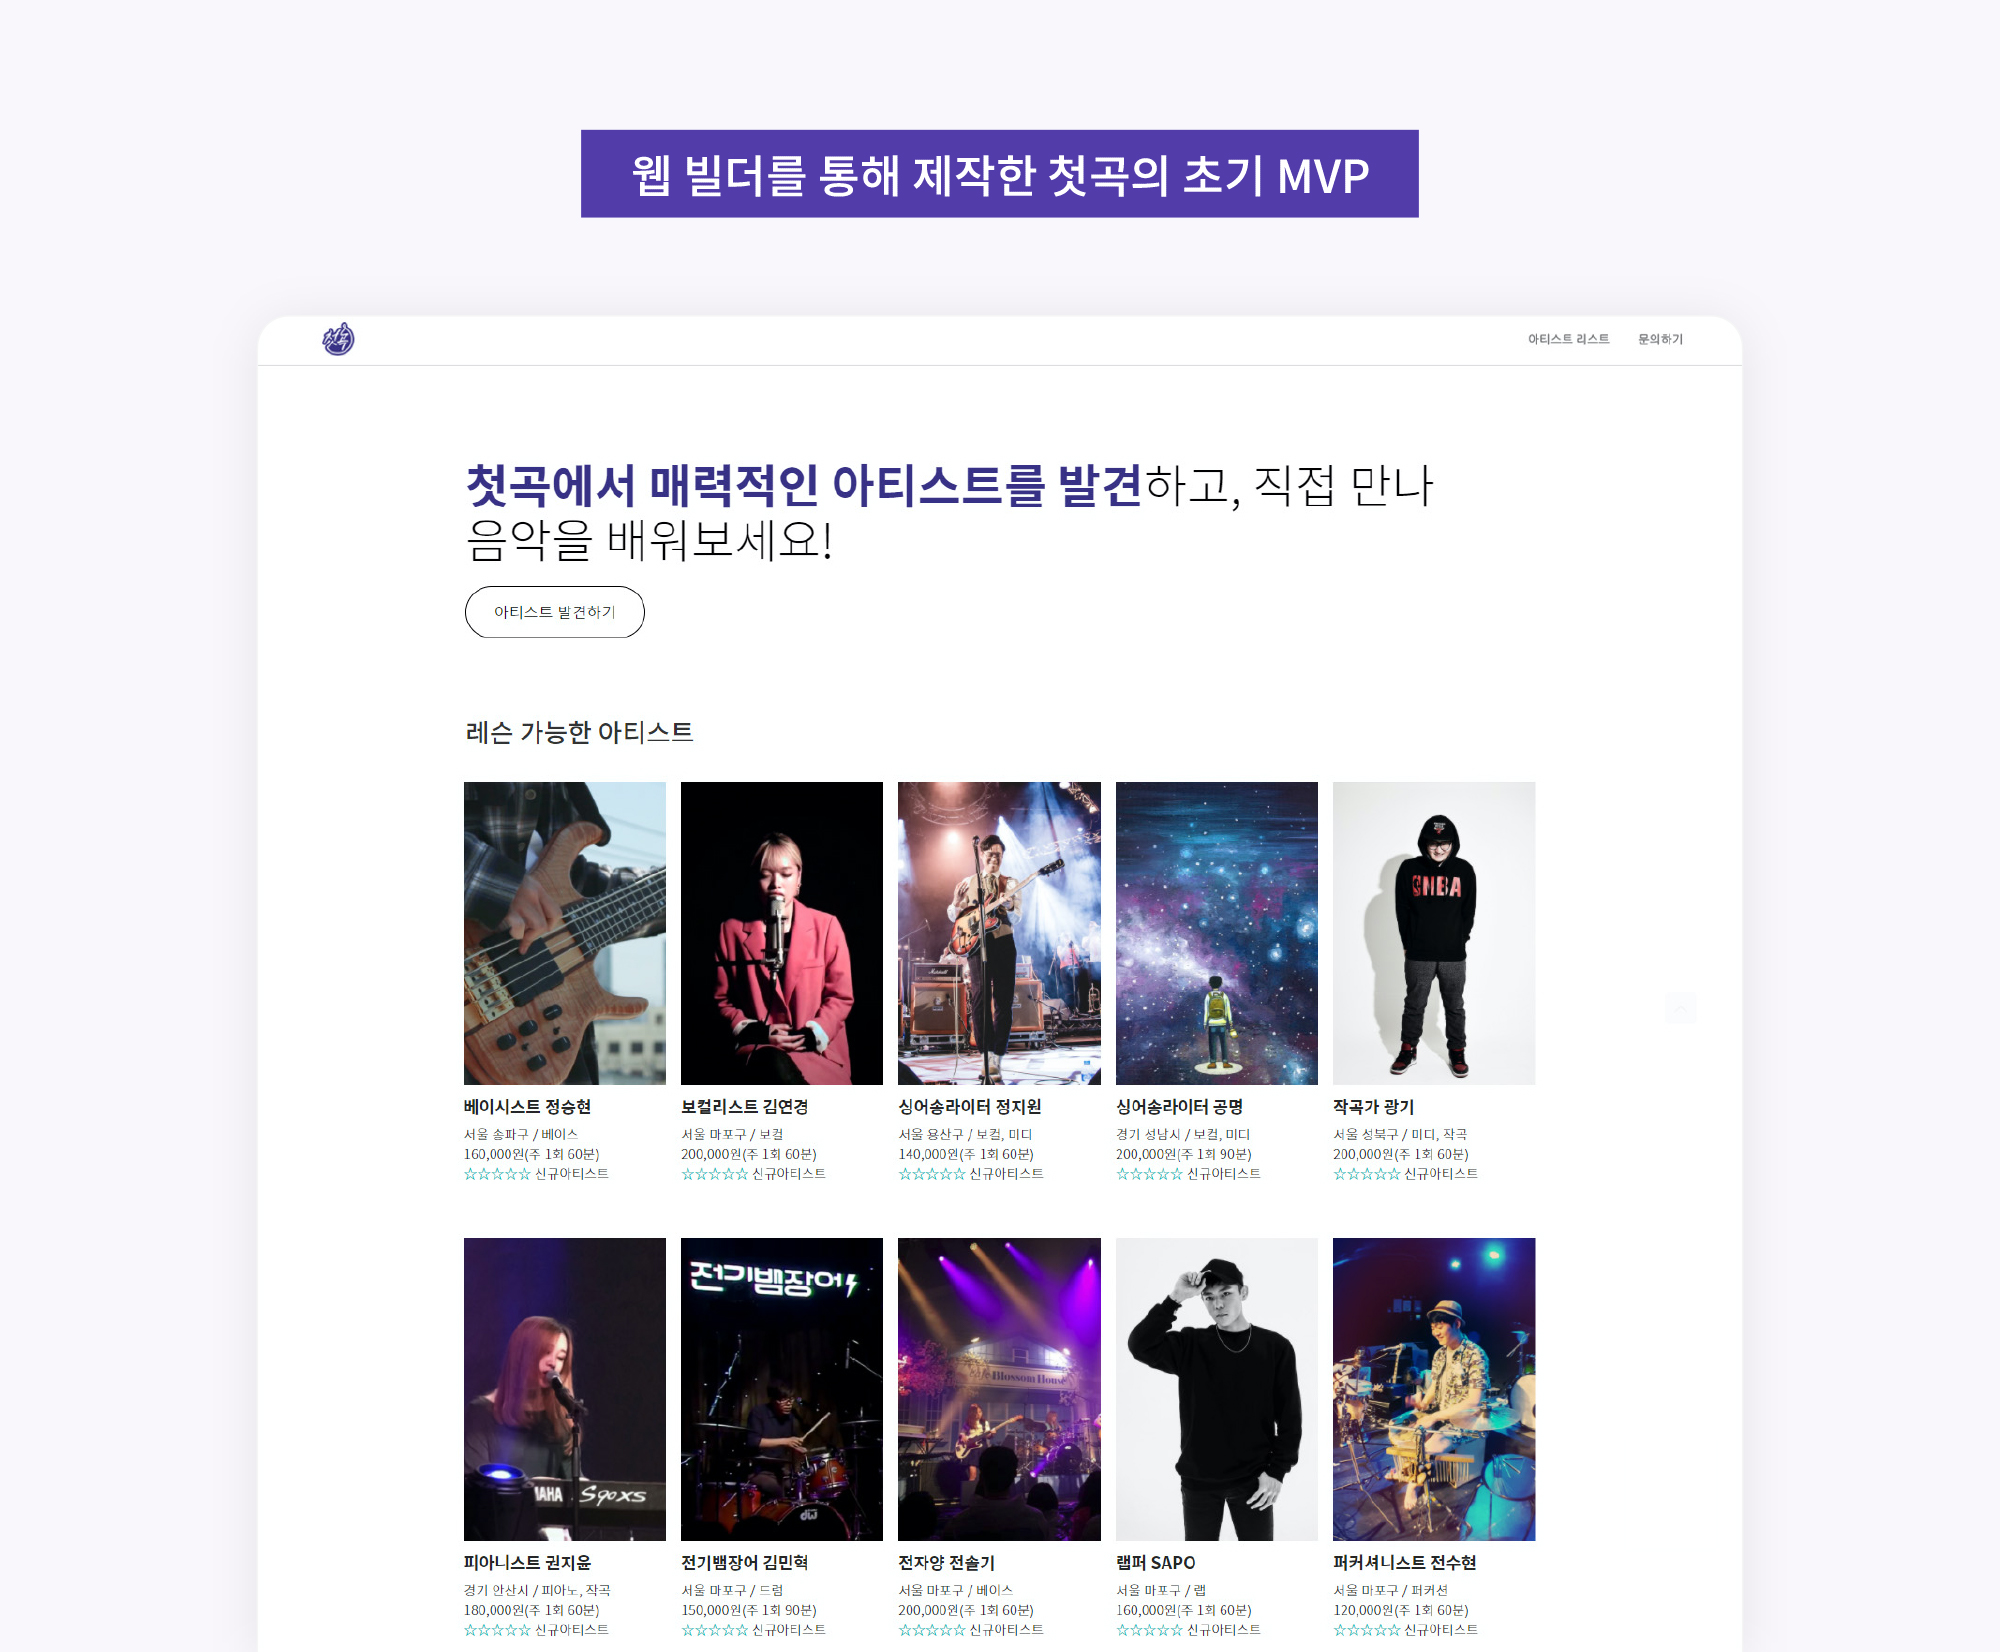 웹 빌더를 통해 제작한 첫곡의 초기 MVP
첫곡
아티스트 리스트 문의하기
첫곡에서 매력적인 아티스트를 발견하고, 직접 만나
음악을 배워보세요!
아티스트 발견하기
레슨 가능한 아티스트
NBA
Marshall
베이시스트 정승현
서울 송파구 / 베이스
160,000원(주 1회 60분)
☆☆☆☆☆ 신규아티스트
보컬리스트 김연경
서울 마포구 / 보컬
200,000원(주 1회 60분)
☆☆☆☆☆ 신규아티스트
싱어송라이터 정지원
서울 용산구 / 보컬, 미디
140,000원(주 1회 60분)
☆☆☆☆☆ 신규아티스트
싱어송라이터 공명
경기 성남시 / 보컬, 미디
200,000원(주 1회 90분)
☆☆☆☆☆ 신규아티스트
작곡가 광기
서울 성북구 / 미디, 작곡
200,000원(주 1회 60분)
☆☆☆☆☆ 신규아티스트
전기뱀장어
Blossom House
AHA S90XS
dw
피아니스트 권지윤
경기 안산시 / 피아노, 작곡
180,000원(주 1회 60분)
☆☆☆☆☆ 신규아티스트
전기뱀장어 김민혁
서울 마포구 / 드럼
150,000원(주 1회 90분)
☆☆☆☆☆ 신규아티스트
전자양 전솔기
서울 마포구 / 베이스
200,000원(주 1회 60분)
☆☆☆☆☆ 신규아티스트
랩퍼 SAPO
서울 마포구 / 랩
160,000원(주 1회 60분)
☆☆☆☆☆ 신규아티스트
퍼커셔니스트 전수현
서울 마포구 / 퍼커션
120,000원(주 1회 60분)
☆☆☆☆☆ 신규아티스트